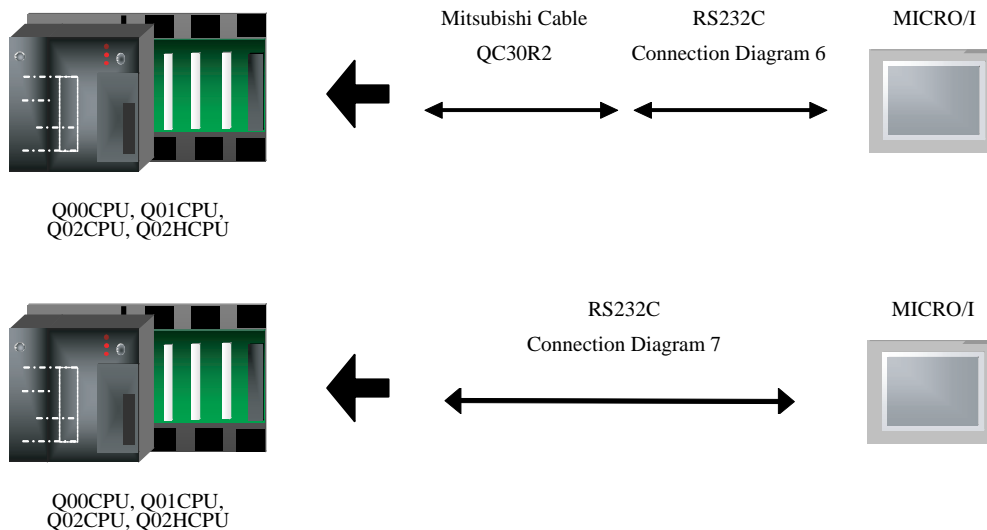 Mitsubishi Cable
QC30R2
RS232C
Connection Diagram 6
MICRO/I
Q00CPU, Q01CPU,
Q02CPU, Q02HCPU
RS232C
Connection Diagram 7
MICRO/I
Q00CPU, Q01CPU,
Q02CPU, Q02HCPU